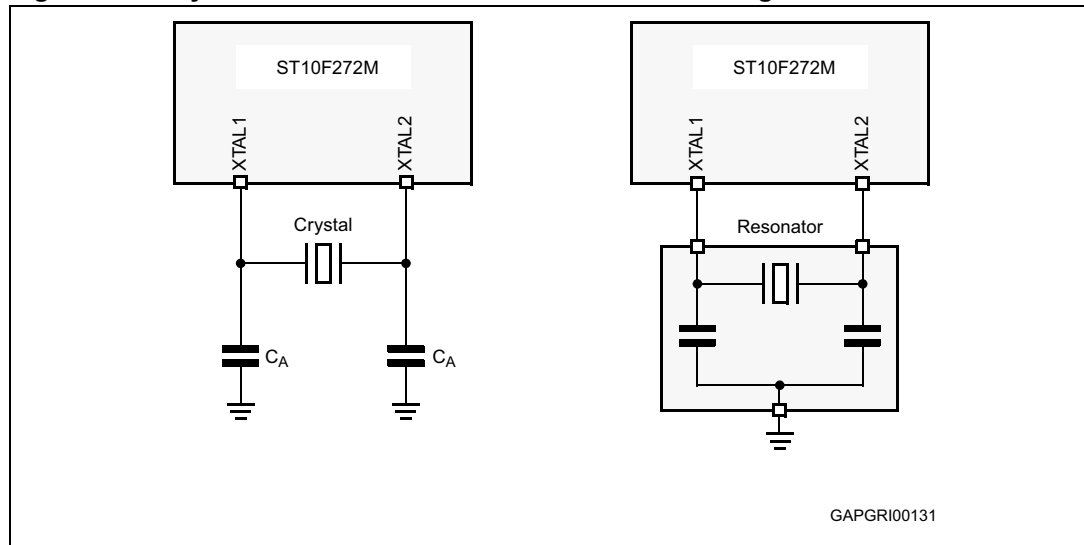 ST10F272M
XTAL1
XTAL2
Crystal
CA
CA
ST10F272M
XTAL1
XTAL2
Resonator
GAPGRI00131